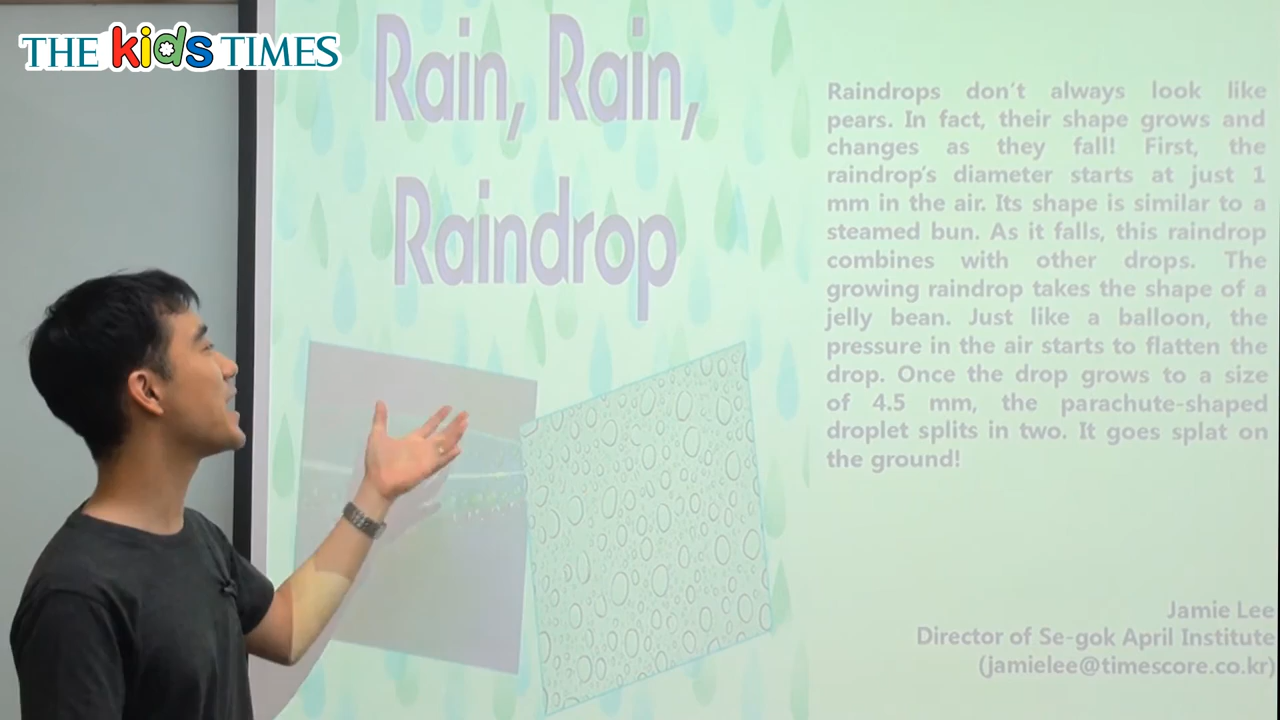 THE kids TIMES
Rain, Rain,
Raindrop
Raindrops don't always look like
pears. In fact, their shape grows and
changes as they fall! First, the
raindrop's diameter starts at just 1
mm in the air. Its shape is similar to a
steamed bun. As it falls, this raindrop
combines with other drops. The
growing raindrop takes the shape of a
jelly bean. Just like a balloon, the
pressure in the air starts to flatten the
drop. Once the drop grows to a size
of 4.5 mm, the parachute-shaped
droplet splits in two. It goes splat on
the ground!
Jamie Lee
Director of Se-gok April Institute
(jamielee@timescore.co.kr)